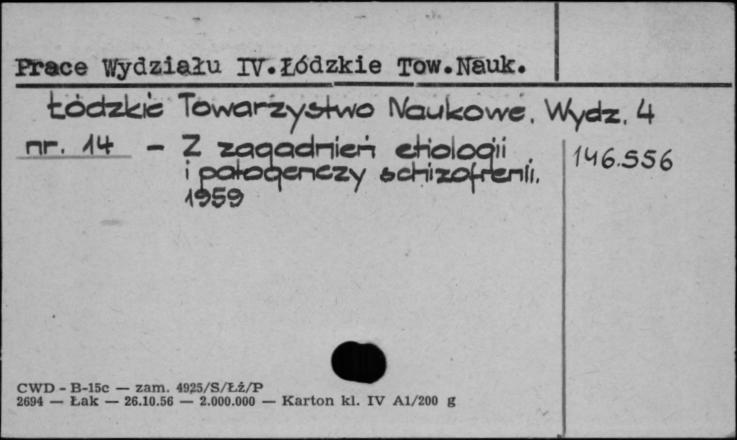 Prace Wydziału IV.Łódzkie Tow.Nauk.
Łódzkie Towarzystwo Naukowe. Wydz. 4
nr. 14 — Z zagadnień etiologii
i patogenezy schizofrenii.
1959
146.556
CWD - B-15c — zam. 4925/S/Łź/P
2694 — Łak — 26.10.56 — 2.000.000 — Karton kl. IV A1/200 g